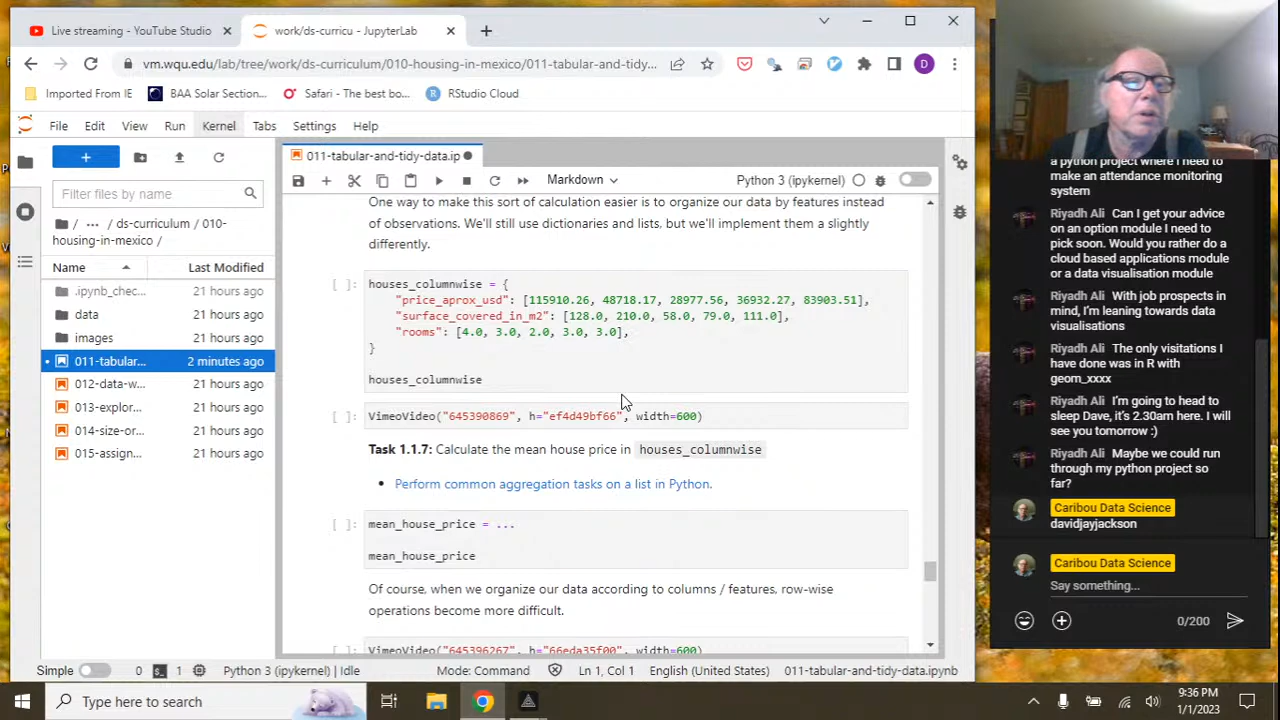 Live streaming - YouTube Studio
work/ds-curricu - JupyterLab
vm.wqu.edu/lab/tree/work/ds-curriculum/010-housing-in-mexico/011-tabular-and-tidy-...
D
Imported From IE
BAA Solar Section...
Safari - The best bo...
RStudio Cloud
File Edit View Run Kernel Tabs Settings Help
011-tabular-and-tidy-data.ip
Filter files by name
Markdown
Python 3 (ipykernel)
/ ... / ds-curriculum / 010-
housing-in-mexico /
Name Last Modified
.ipynb_chec... 21 hours ago
data 21 hours ago
images 21 hours ago
011-tabular... 2 minutes ago
012-data-w... 21 hours ago
013-explor... 21 hours ago
014-size-or... 21 hours ago
015-assign... 21 hours ago
One way to make this sort of calculation easier is to organize our data by features instead
of observations. We'll still use dictionaries and lists, but we'll implement them a slightly
differently.
[ ]: houses_columnwise = {
"price_aprox_usd": [115910.26, 48718.17, 28977.56, 36932.27, 83903.51],
"surface_covered_in_m2": [128.0, 210.0, 58.0, 79.0, 111.0],
"rooms": [4.0, 3.0, 2.0, 3.0, 3.0],
}
houses_columnwise
[ ]: VimeoVideo("645390869", h="ef4d49bf66", width=600)
Task 1.1.7: Calculate the mean house price in houses_columnwise
• Perform common aggregation tasks on a list in Python.
[ ]: mean_house_price = ...
mean_house_price
Of course, when we organize our data according to columns / features, row-wise
operations become more difficult.
[ ]: VimeoVideo("645396267", h="66eda35f00", width=600)
Simple 0 1 Python 3 (ipykernel) | Idle
Mode: Command
Ln 1, Col 1
English (United States)
011-tabular-and-tidy-data.ipynb
a python project where I need to
make an attendance monitoring
system
Riyadh Ali Can I get your advice
on an option module I need to
pick soon. Would you rather do a
cloud based applications module
or a data visualisation module
Riyadh Ali With job prospects in
mind, I'm leaning towards data
visualisations
Riyadh Ali The only visitations I
have done was in R with
geom_xxxx
Riyadh Ali I'm going to head to
sleep Dave, it's 2.30am here. I will
see you tomorrow :)
Riyadh Ali Maybe we could run
through my python project so
far?
Caribou Data Science
davidjayjackson
Caribou Data Science
Say something...
0/200
Type here to search
9:36 PM
1/1/2023